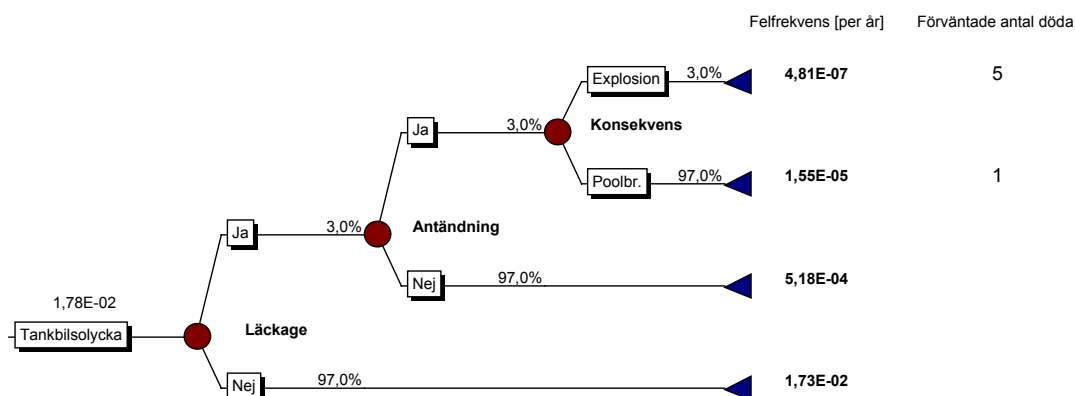 Felfrekvens [per år] Förväntade antal döda
Explosion 3,0% 4,81E-07 5
Ja 3,0% Konsekvens
Poolbr. 97,0% 1,55E-05 1
Ja 3,0% Antändning
Nej 97,0% 5,18E-04
1,78E-02
Tankbilsolycka Läckage
Nej 97,0% 1,73E-02